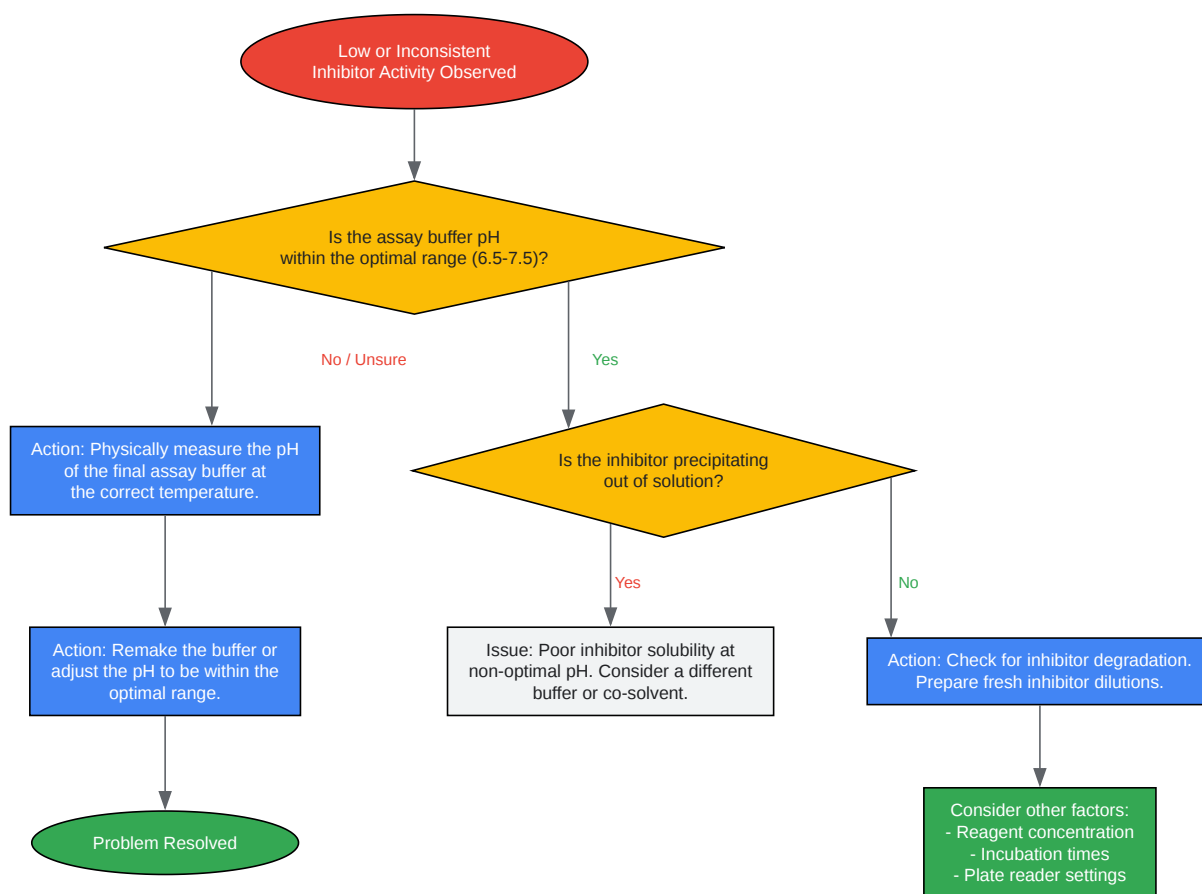 Low or Inconsistent
Inhibitor Activity Observed
Is the assay buffer pH
within the optimal range (6.5-7.5)?
No / Unsure
Yes
Action: Physically measure the pH
of the final assay buffer at
the correct temperature.
Is the inhibitor precipitating
out of solution?
Yes
No
Action: Remake the buffer or
adjust the pH to be within the
optimal range.
Issue: Poor inhibitor solubility at
non-optimal pH. Consider a different
buffer or co-solvent.
Action: Check for inhibitor degradation.
Prepare fresh inhibitor dilutions.
Problem Resolved
Consider other factors:
- Reagent concentration
- Incubation times
- Plate reader settings